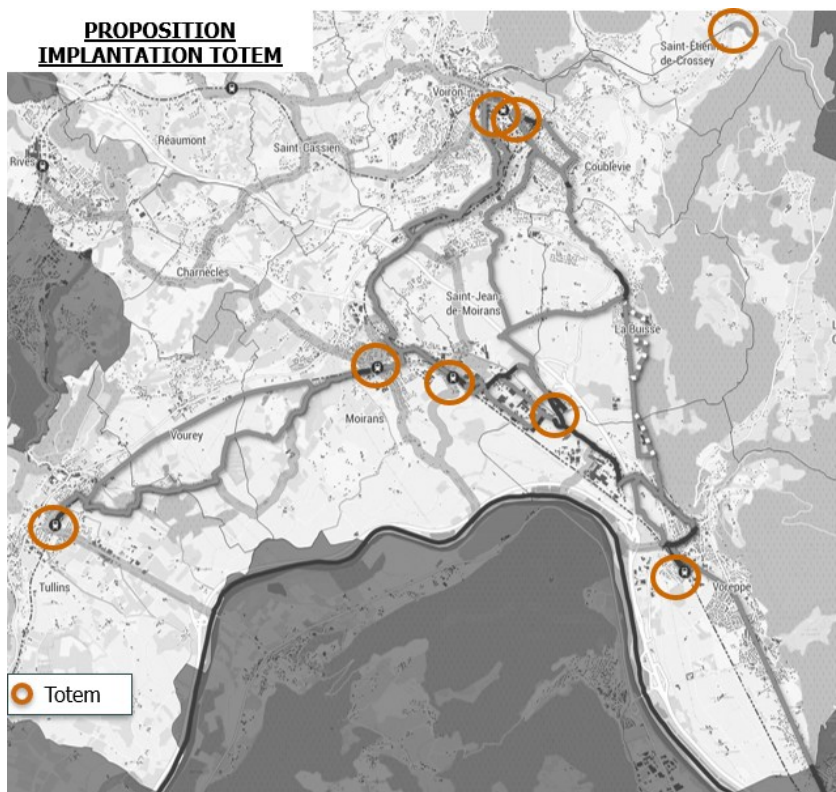 PROPOSITION
IMPLANTATION TOTEM
Saint-Étienne
de-Crossey
Voiron
Réaumont
Saint-Cassien
Rives
Coublevie
Charnècles
Saint-Jean
de-Moirans
La Buisse
Moirans
Vourey
Tullins
Voreppe
Totem